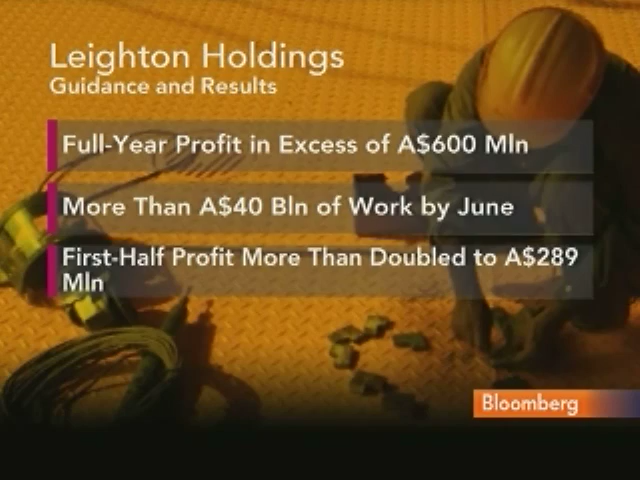 Leighton Holdings
Guidance and Results
Full-Year Profit in Excess of A$600 Mln
More Than A$40 Bln of Work by June
First-Half Profit More Than Doubled to A$289
Mln
Bloomberg